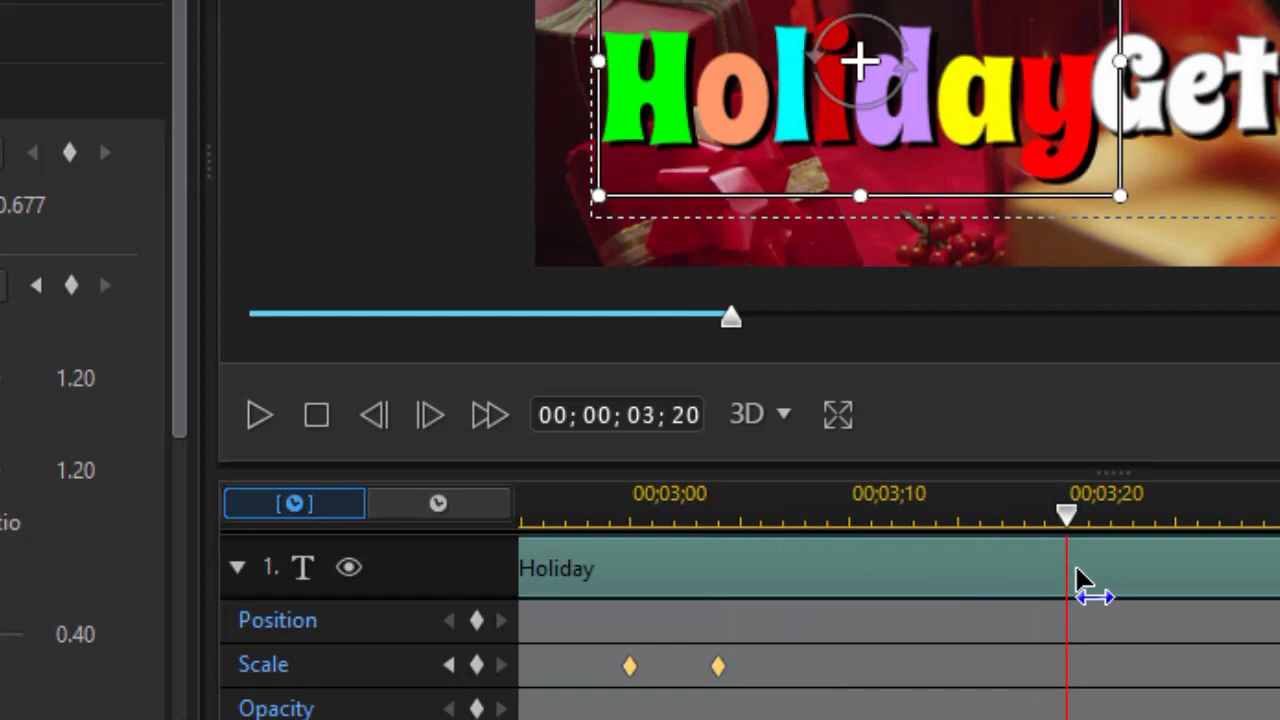 HolidayGet
0.677
1.20
1.20
tio
0.40
00; 00; 03; 20
3D
00;03;00 00;03;10 00;03;20
1. T Holiday
Position
Scale
Opacity